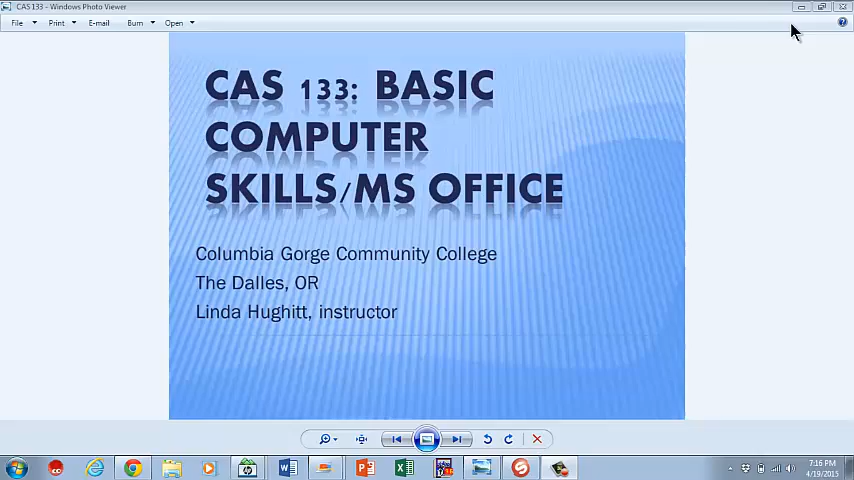 CAS 133 - Windows Photo Viewer
File Print E-mail Burn Open
CAS 133: BASIC
COMPUTER
SKILLS/MS OFFICE
Columbia Gorge Community College
The Dalles, OR
Linda Hughitt, instructor
7:16 PM
4/19/2015